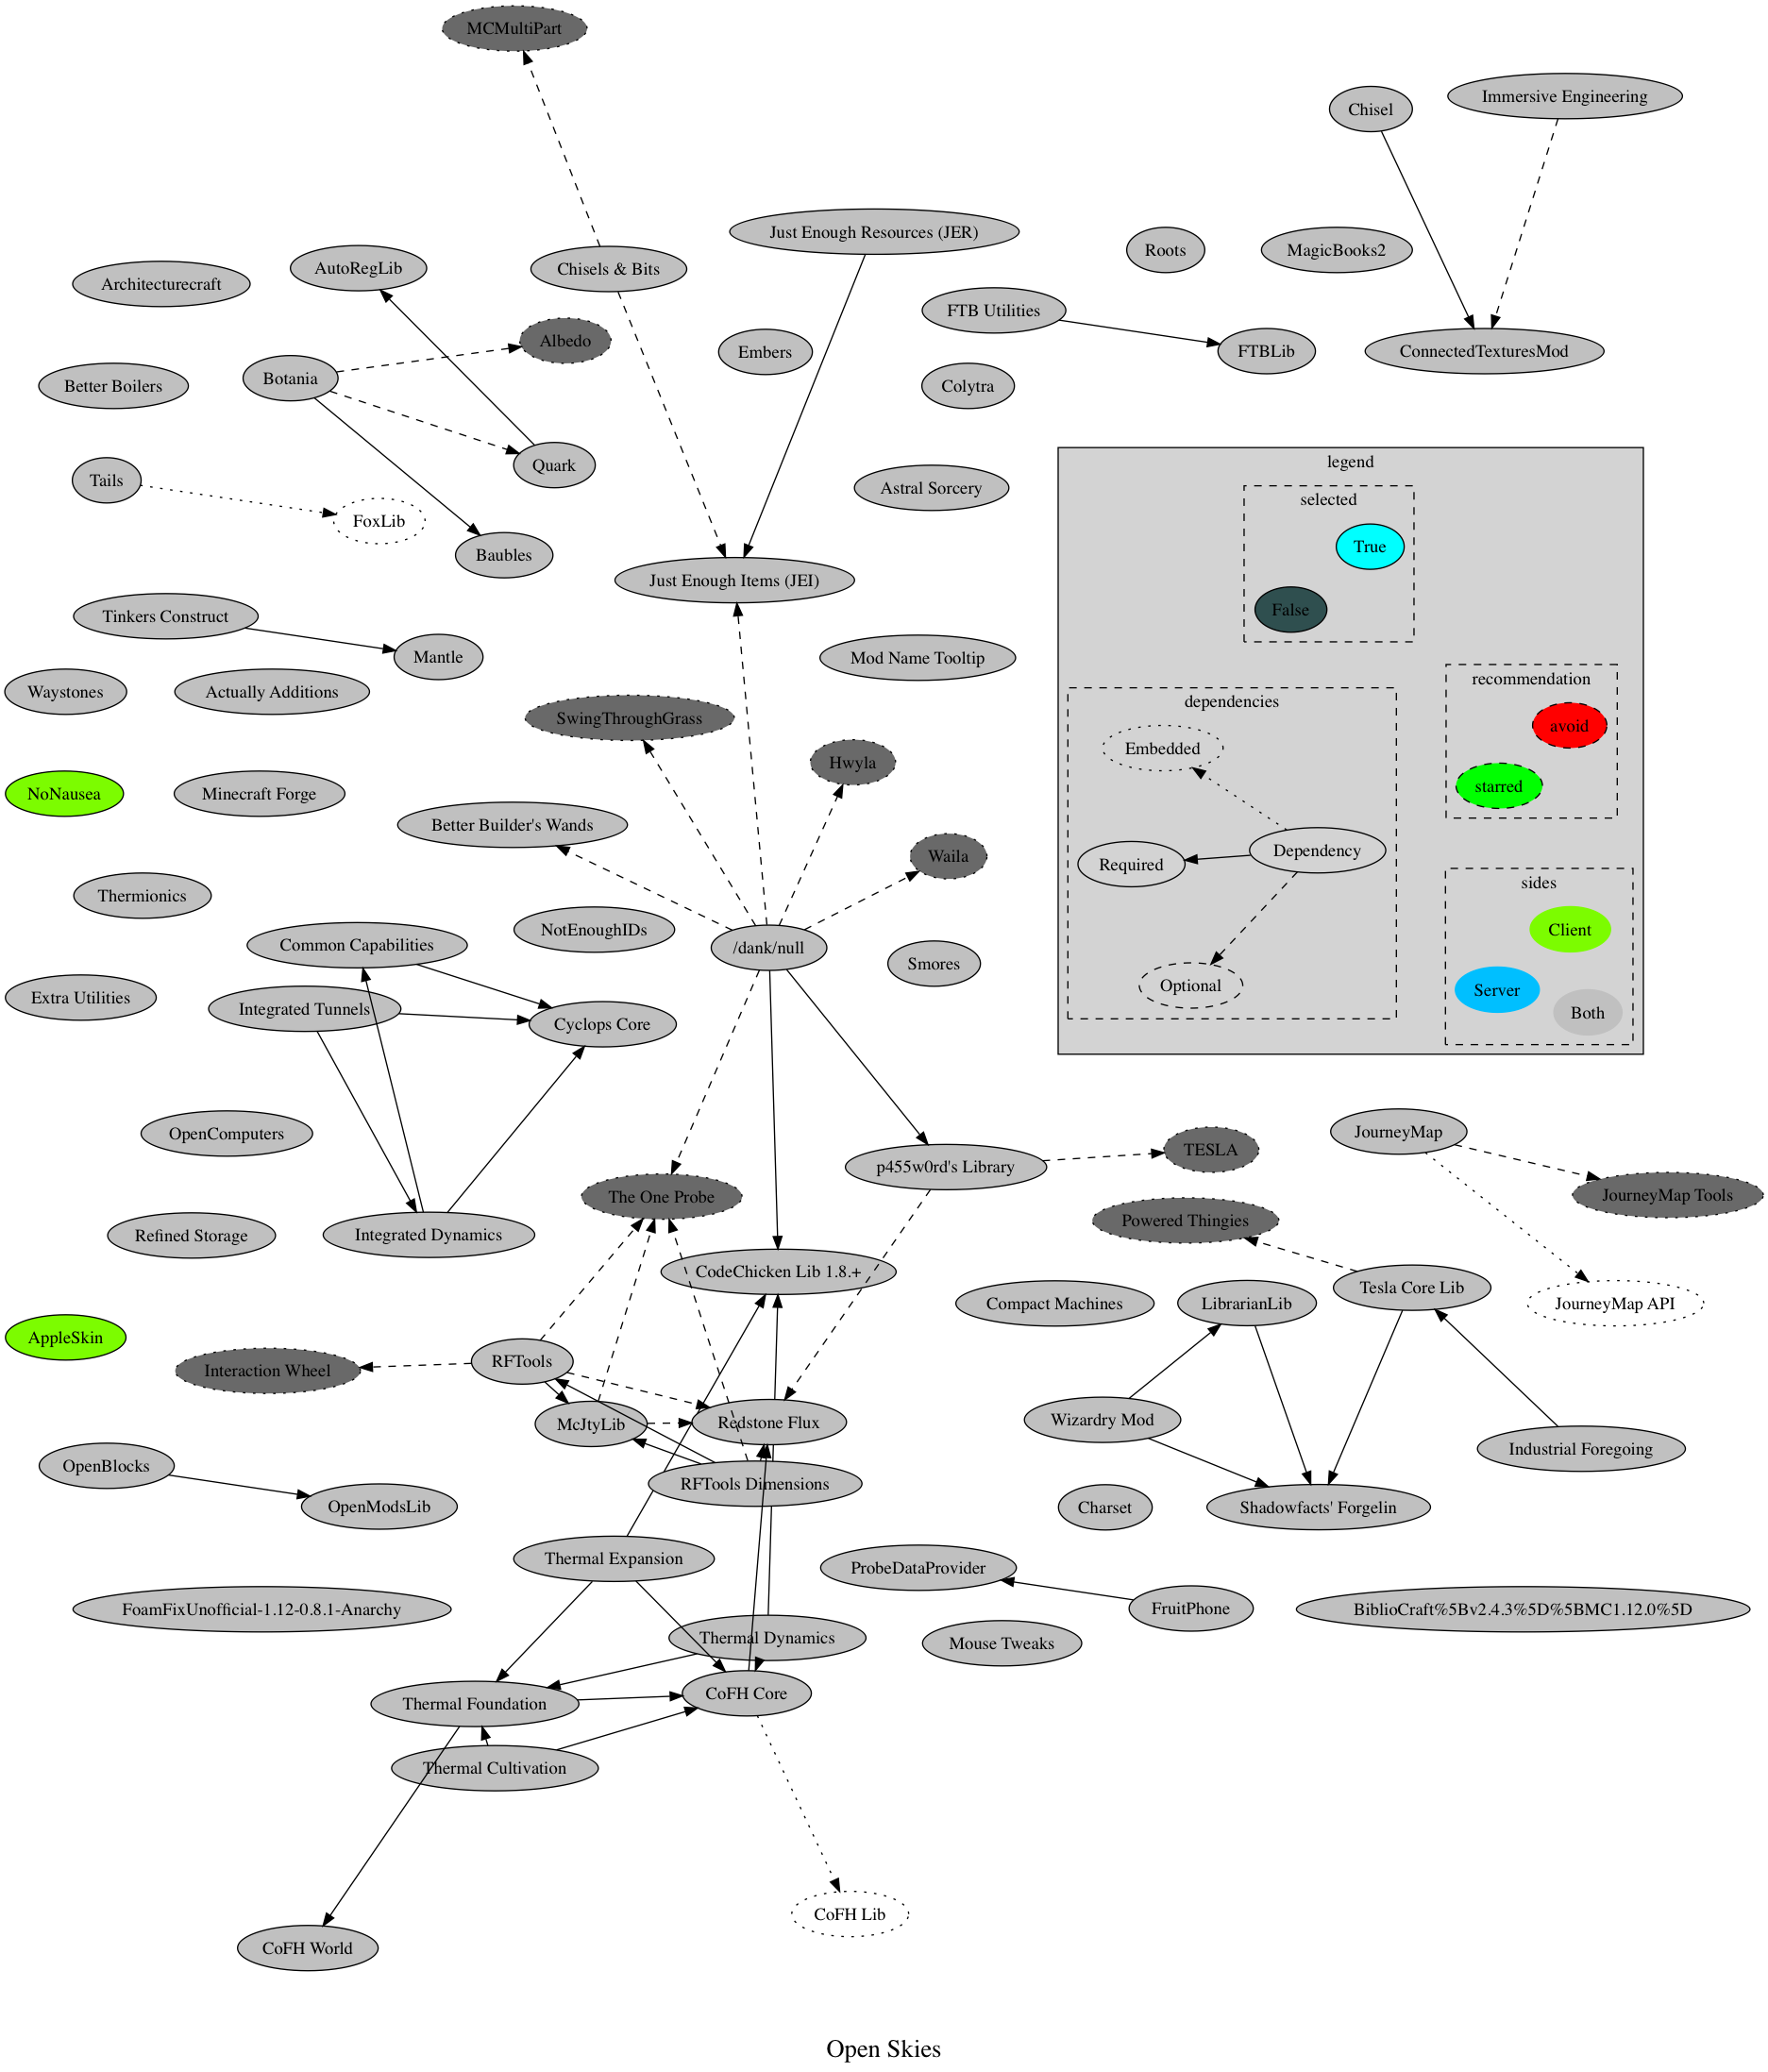 MCMultiPart
Chisel
Immersive Engineering
Just Enough Resources (JER)
Roots
MagicBooks2
AutoRegLib
Chisels & Bits
Architecturecraft
FTB Utilities
Albedo
Embers
FTBLib
ConnectedTexturesMod
Botania
Better Boilers
Colytra
Quark
Tails
Astral Sorcery
FoxLib
Baubles
Just Enough Items (JEI)
Tinkers Construct
Mantle
Mod Name Tooltip
Waystones
Actually Additions
SwingThroughGrass
Hwyla
NoNausea
Minecraft Forge
Better Builder's Wands
Waila
Thermionics
NotEnoughIDs
Common Capabilities
/dank/null
Smores
Extra Utilities
Integrated Tunnels
Cyclops Core
legend
selected
True
False
recommendation
avoid
starred
dependencies
Embedded
Dependency
Required
Optional
sides
Client
Server
Both
OpenComputers
JourneyMap
TESLA
p455w0rd's Library
The One Probe
JourneyMap Tools
Powered Thingies
Refined Storage
Integrated Dynamics
CodeChicken Lib 1.8.+
Tesla Core Lib
Compact Machines
LibrarianLib
JourneyMap API
AppleSkin
RFTools
Interaction Wheel
McJtyLib
Redstone Flux
Wizardry Mod
Industrial Foregoing
OpenBlocks
RFTools Dimensions
OpenModsLib
Charset
Shadowfacts' Forgelin
Thermal Expansion
ProbeDataProvider
FoamFixUnofficial-1.12-0.8.1-Anarchy
FruitPhone
BiblioCraft%5Bv2.4.3%5D%5BMC1.12.0%5D
Thermal Dynamics
Mouse Tweaks
CoFH Core
Thermal Foundation
Thermal Cultivation
CoFH Lib
CoFH World
Open Skies